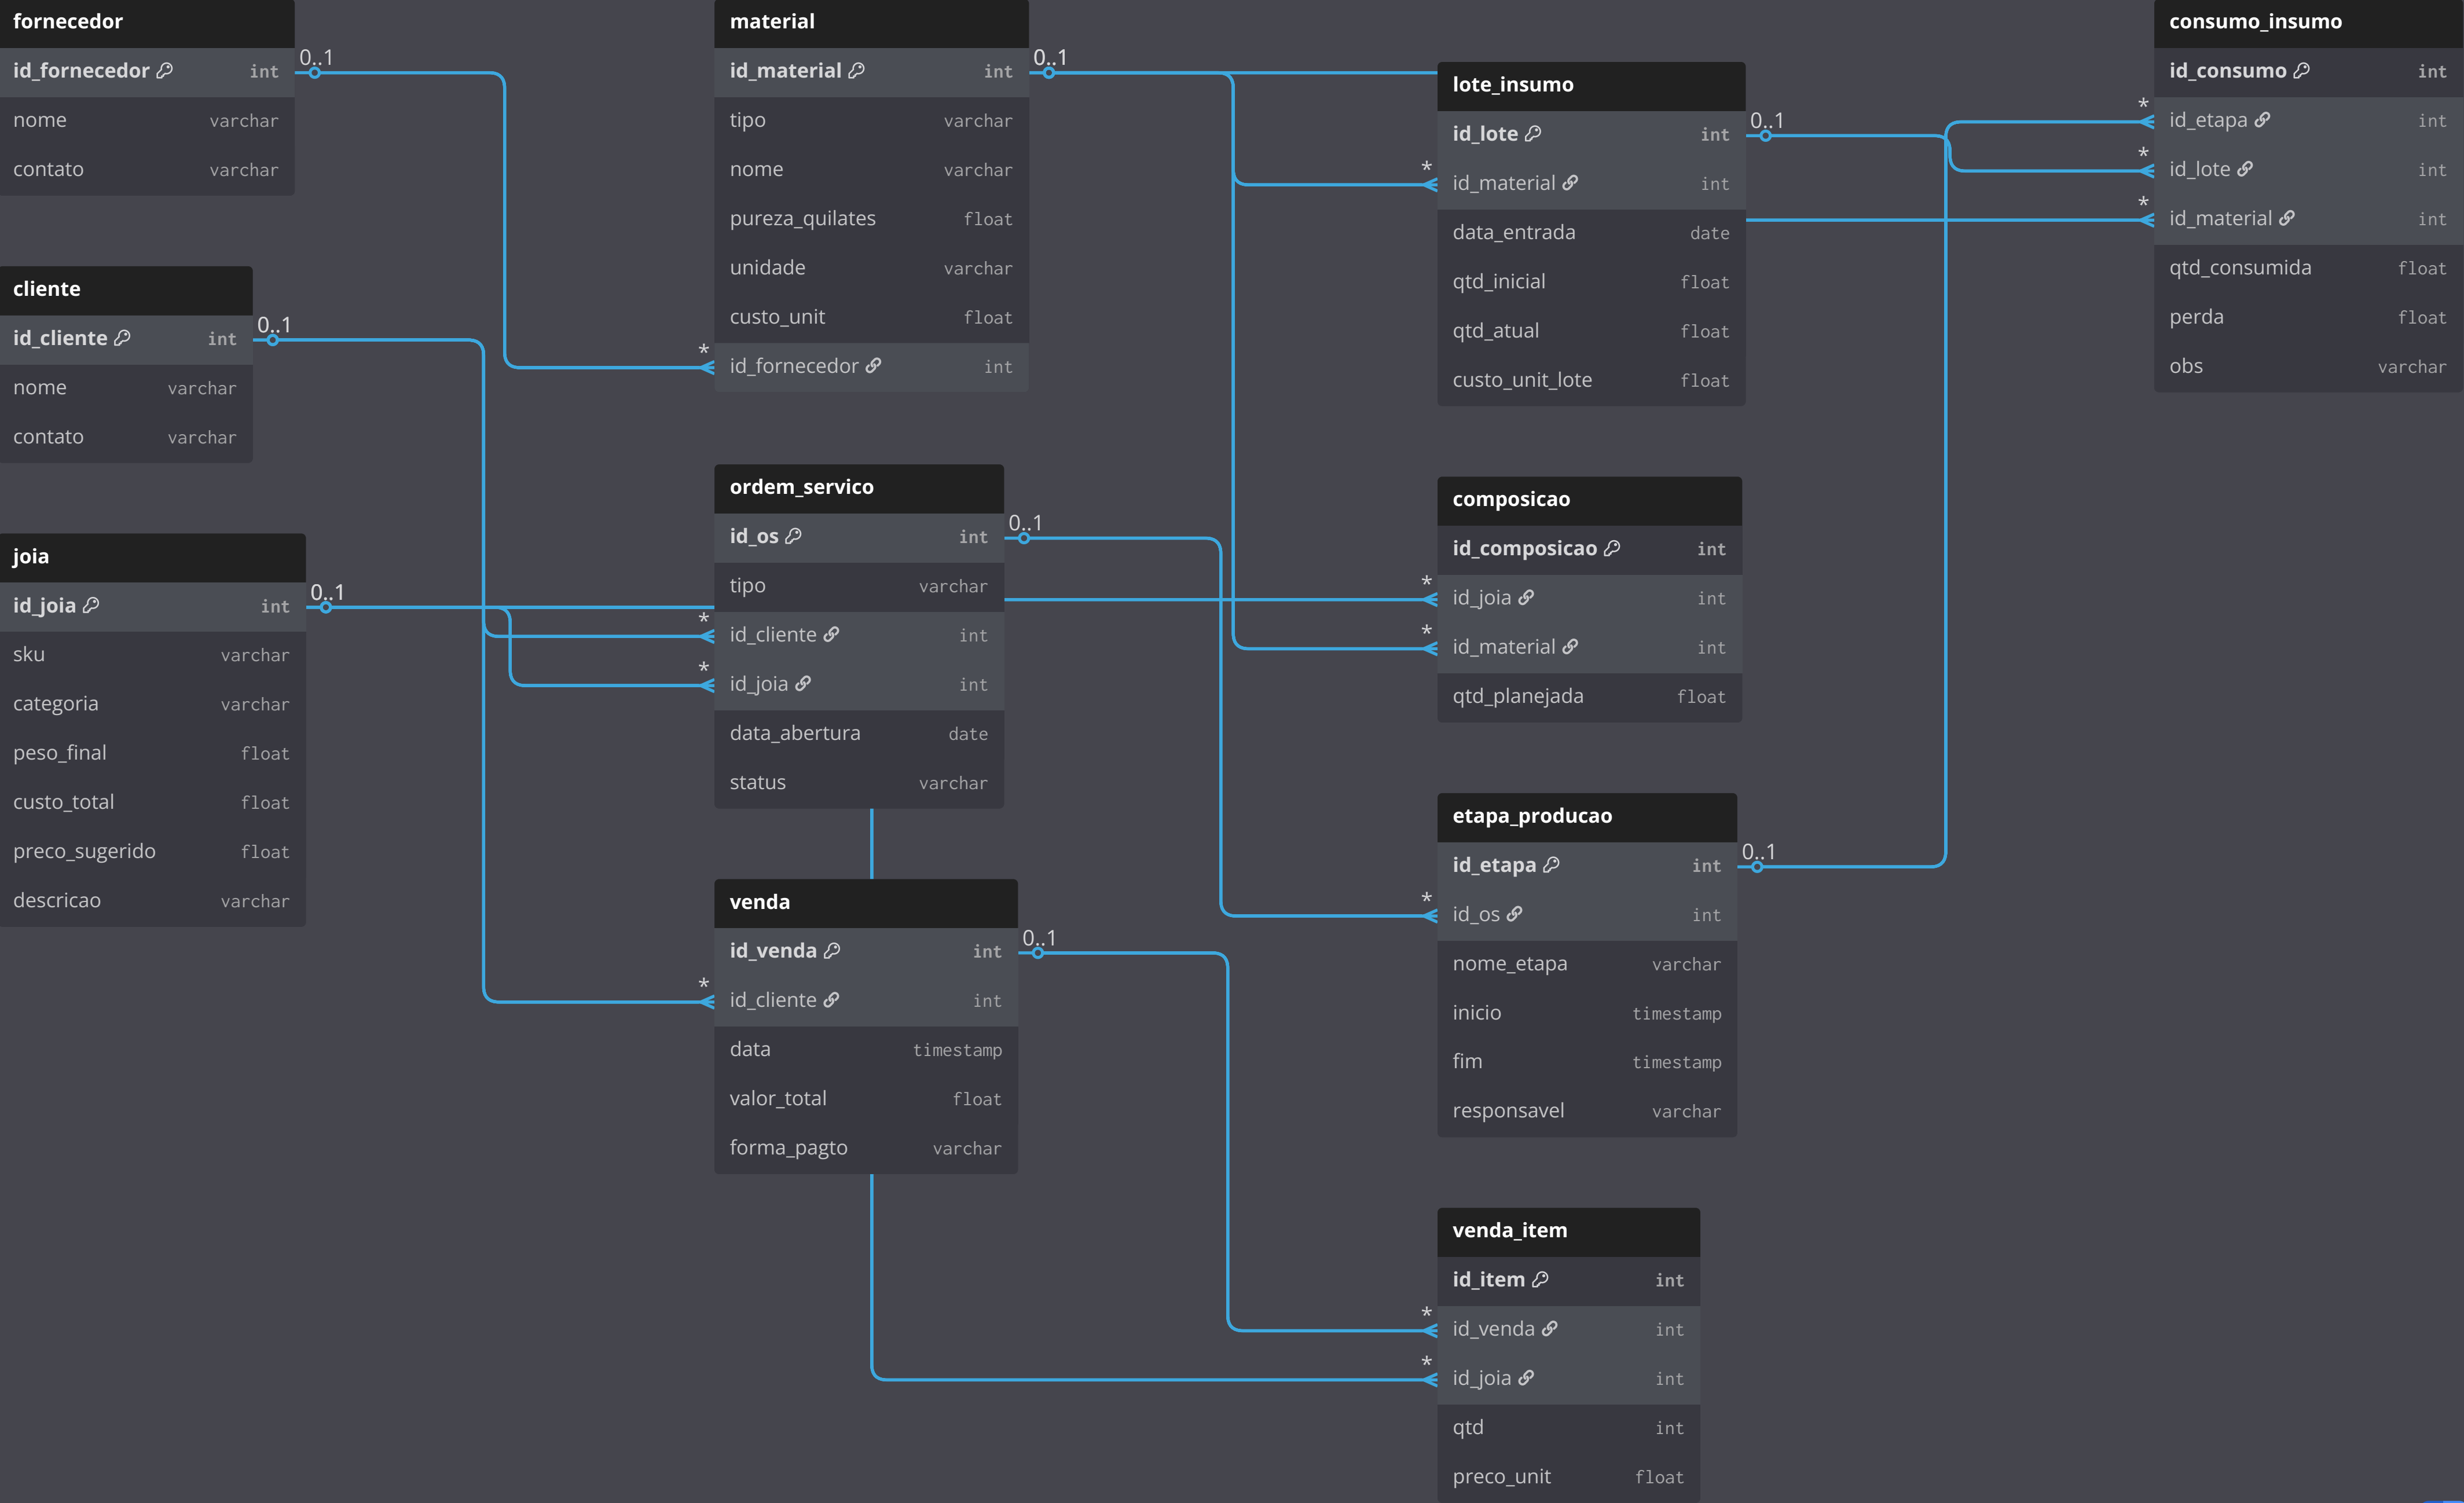 fornecedor
0..1
id_fornecedor int
nome varchar
contato varchar
cliente
0..1
id_cliente int
nome varchar
contato varchar
joia
0..1
id_joia int
sku varchar
categoria varchar
peso_final float
custo_total float
preco_sugerido float
descricao varchar
material
0..1
id_material int
tipo varchar
nome varchar
pureza_quilates float
unidade varchar
custo_unit float
*
id_fornecedor int
ordem_servico
0..1
id_os int
tipo varchar
*
id_cliente int
*
id_joia int
data_abertura date
status varchar
venda
0..1
id_venda int
*
id_cliente int
data timestamp
valor_total float
forma_pagto varchar
lote_insumo
0..1
id_lote int
*
id_material int
data_entrada date
qtd_inicial float
qtd_atual float
custo_unit_lote float
composicao
id_composicao int
*
id_joia int
*
id_material int
qtd_planejada float
etapa_producao
0..1
id_etapa int
*
id_os int
nome_etapa varchar
inicio timestamp
fim timestamp
responsavel varchar
venda_item
id_item int
*
id_venda int
*
id_joia int
qtd int
preco_unit float
consumo_insumo
id_consumo int
*
id_etapa int
*
id_lote int
*
id_material int
qtd_consumida float
perda float
obs varchar